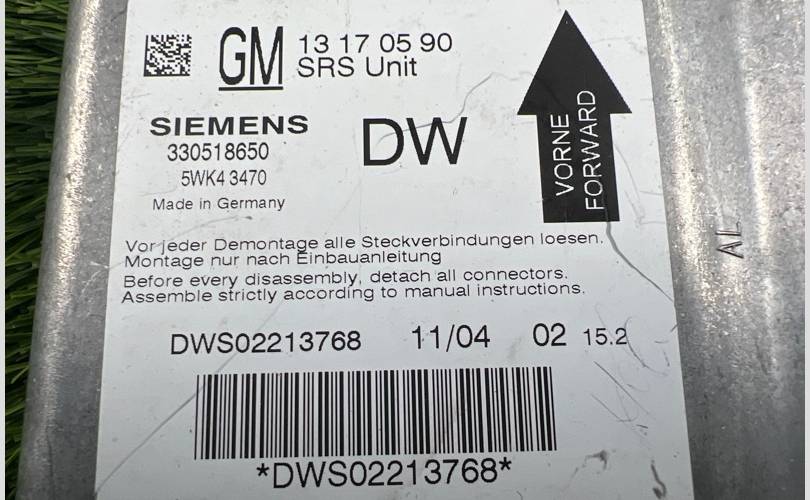 GM 13 17 05 90
SRS Unit
SIEMENS
330518650
5WK4 3470
Made in Germany
DW
VORNE
FORWARD
Vor jeder Demontage alle Steckverbindungen loesen.
Montage nur nach Einbauanleitung
Before every disassembly, detach all connectors.
Assemble strictly according to manual instructions.
DWS02213768 11/04 02 15.2
*DWS02213768*
AL